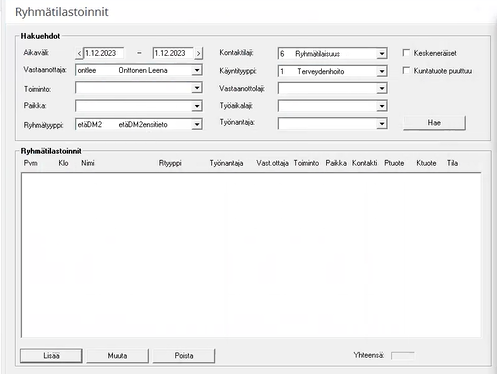 Ryhmätilastoinnit
Hakuehdot
Aikaväli: < 1.12.2023 – 1.12.2023 > Kontaktilaji: 6 Ryhmätilaisuus Keskeneräiset
Vastaanottaja: ontlee Onttonen Leena Käyntityyppi: 1 Terveydenhoito Kuntatuote puuttuu
Toiminto: Vastaanottolaji:
Paikka: Työaikalaji:
Ryhmätyyppi: etäDM2 etäDM2ensitieto Työnantaja: Hae
Ryhmätilastoinnit
Pvm Klo Nimi Rtyyppi Työnantaja Vast.ottaja Toiminto Paikka Kontakti Ptuote Ktuote Tila
Lisää Muuta Poista Yhteensä: